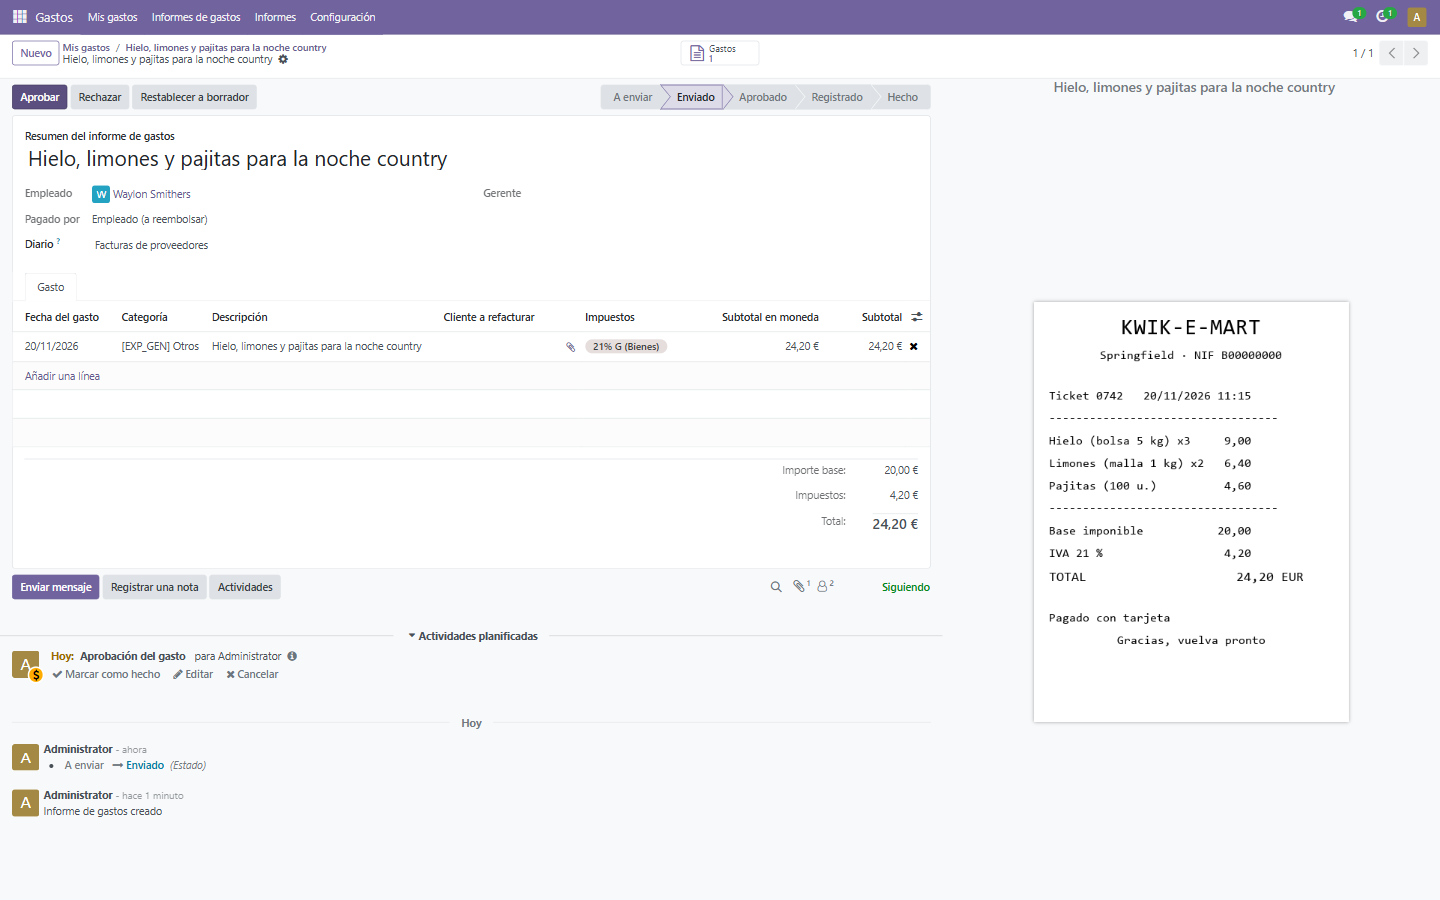 Gastos Mis gastos Informes de gastos Informes Configuración 1 1 A
Nuevo
Mis gastos / Hielo, limones y pajitas para la noche country
Hielo, limones y pajitas para la noche country
Gastos
1
1 / 1
Aprobar Rechazar Restablecer a borrador
A enviar Enviado Aprobado Registrado Hecho
Resumen del informe de gastos
Hielo, limones y pajitas para la noche country
Empleado W Waylon Smithers
Gerente
Pagado por Empleado (a reembolsar)
Diario ? Facturas de proveedores
Gasto
Fecha del gasto Categoría Descripción Cliente a refacturar Impuestos Subtotal en moneda Subtotal
20/11/2026 [EXP_GEN] Otros Hielo, limones y pajitas para la noche country 21% G (Bienes) 24,20 € 24,20 €
Añadir una línea
Importe base: 20,00 €
Impuestos: 4,20 €
Total: 24,20 €
Enviar mensaje Registrar una nota Actividades 1 2 Siguiendo
Actividades planificadas
A $
Hoy: Aprobación del gasto para Administrator
Marcar como hecho Editar Cancelar
Hoy
A
Administrator - ahora
A enviar Enviado (Estado)
A
Administrator - hace 1 minuto
Informe de gastos creado
Hielo, limones y pajitas para la noche country
KWIK-E-MART
Springfield · NIF B00000000
Ticket 0742 20/11/2026 11:15
----------------------------------
Hielo (bolsa 5 kg) x3 9,00
Limones (malla 1 kg) x2 6,40
Pajitas (100 u.) 4,60
----------------------------------
Base imponible 20,00
IVA 21 % 4,20
TOTAL 24,20 EUR
Pagado con tarjeta
Gracias, vuelva pronto